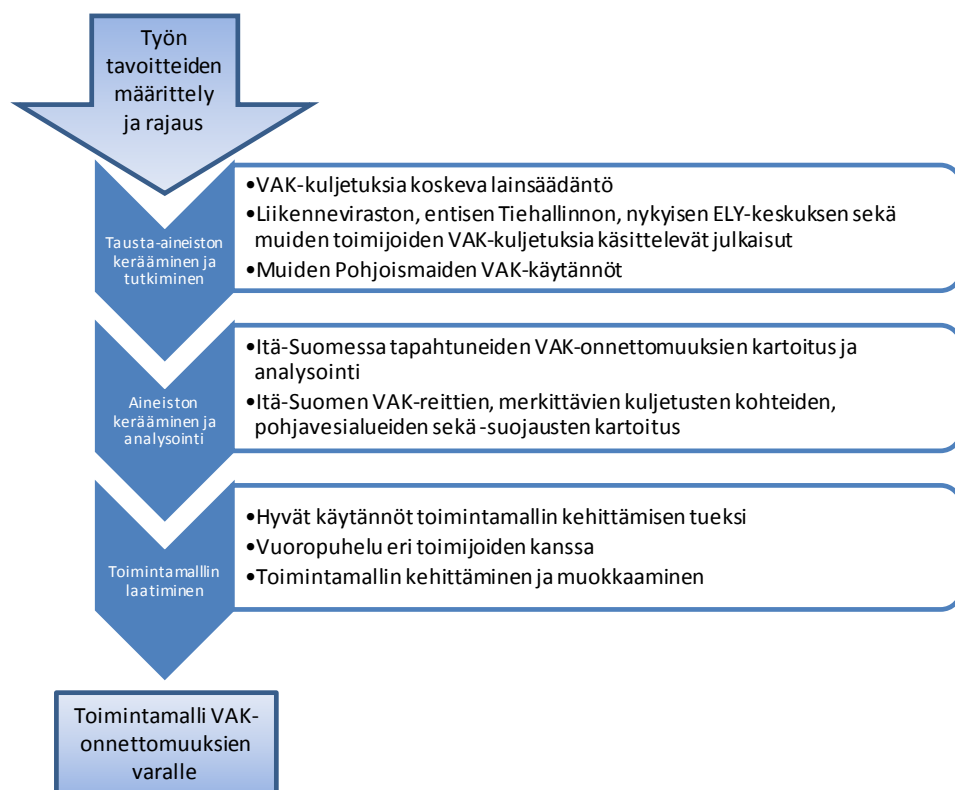 Työn
tavoitteiden
määrittely
ja rajaus
Tausta-aineiston
kerääminen ja
tutkiminen
•VAK-kuljetuksia koskeva lainsäädäntö
•Liikenneviraston, entisen Tiehallinnon, nykyisen ELY-keskuksen sekä
muiden toimijoiden VAK-kuljetuksia käsittelevät julkaisut
•Muiden Pohjoismaiden VAK-käytännöt
Aineiston
kerääminen ja
analysointi
•Itä-Suomessa tapahtuneiden VAK-onnettomuuksien kartoitus ja
analysointi
•Itä-Suomen VAK-reittien, merkittävien kuljetusten kohteiden,
pohjavesialueiden sekä -suojausten kartoitus
Toimintamallin
laatiminen
•Hyvät käytännöt toimintamallin kehittämisen tueksi
•Vuoropuhelu eri toimijoiden kanssa
•Toimintamallin kehittäminen ja muokkaaminen
Toimintamalli VAK-
onnettomuuksien
varalle